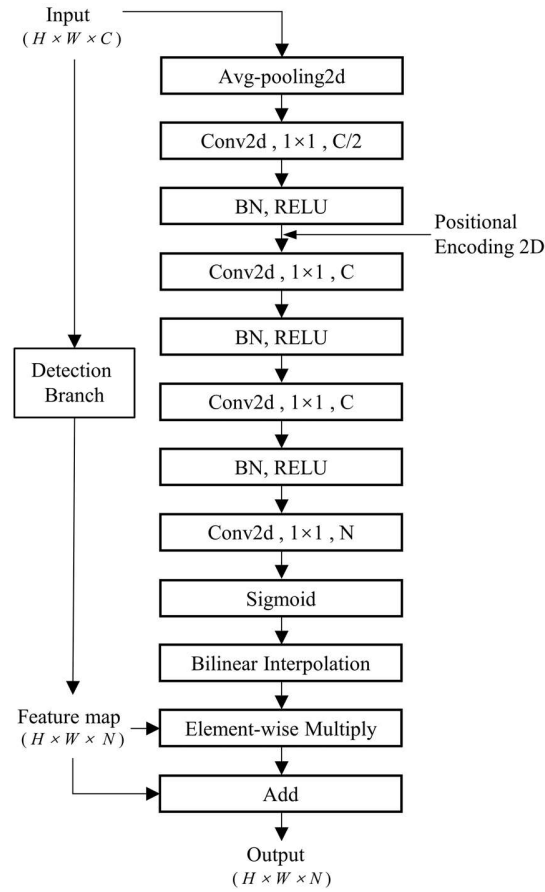 Input
( H × W × C )
Avg-pooling2d
Conv2d , 1×1 , C/2
BN, RELU
Positional
Encoding 2D
Conv2d , 1×1 , C
BN, RELU
Detection
Branch
Conv2d , 1×1 , C
BN, RELU
Conv2d , 1×1 , N
Sigmoid
Bilinear Interpolation
Feature map
( H × W × N )
Element-wise Multiply
Add
Output
( H × W × N )